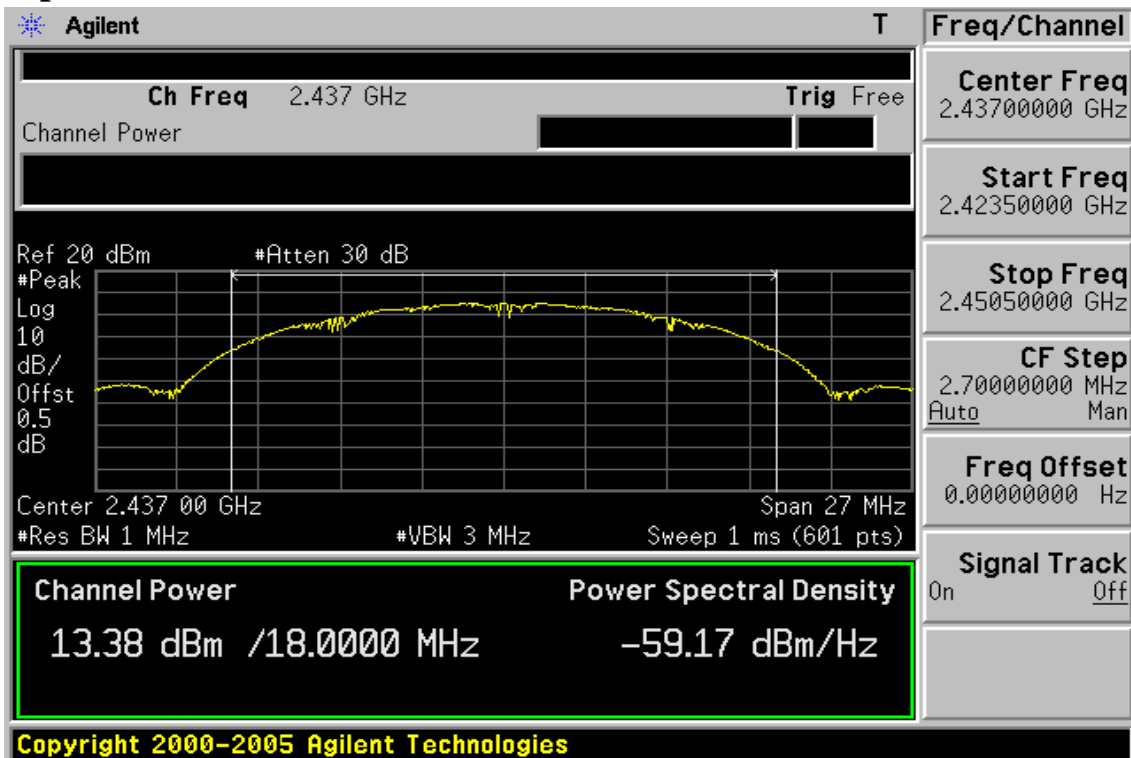 Agilent T
Ch Freq 2.437 GHz Trig Free
Channel Power
Ref 20 dBm #Atten 30 dB
#Peak
Log
10
dB/
Offst
0.5
dB
Center 2.437 00 GHz Span 27 MHz
#Res BW 1 MHz #VBW 3 MHz Sweep 1 ms (601 pts)
Channel Power Power Spectral Density
13.38 dBm /18.0000 MHz -59.17 dBm/Hz
Copyright 2000-2005 Agilent Technologies
Freq/Channel
Center Freq
2.43700000 GHz
Start Freq
2.42350000 GHz
Stop Freq
2.45050000 GHz
CF Step
2.70000000 MHz
Auto Man
Freq Offset
0.00000000 Hz
Signal Track
On Off